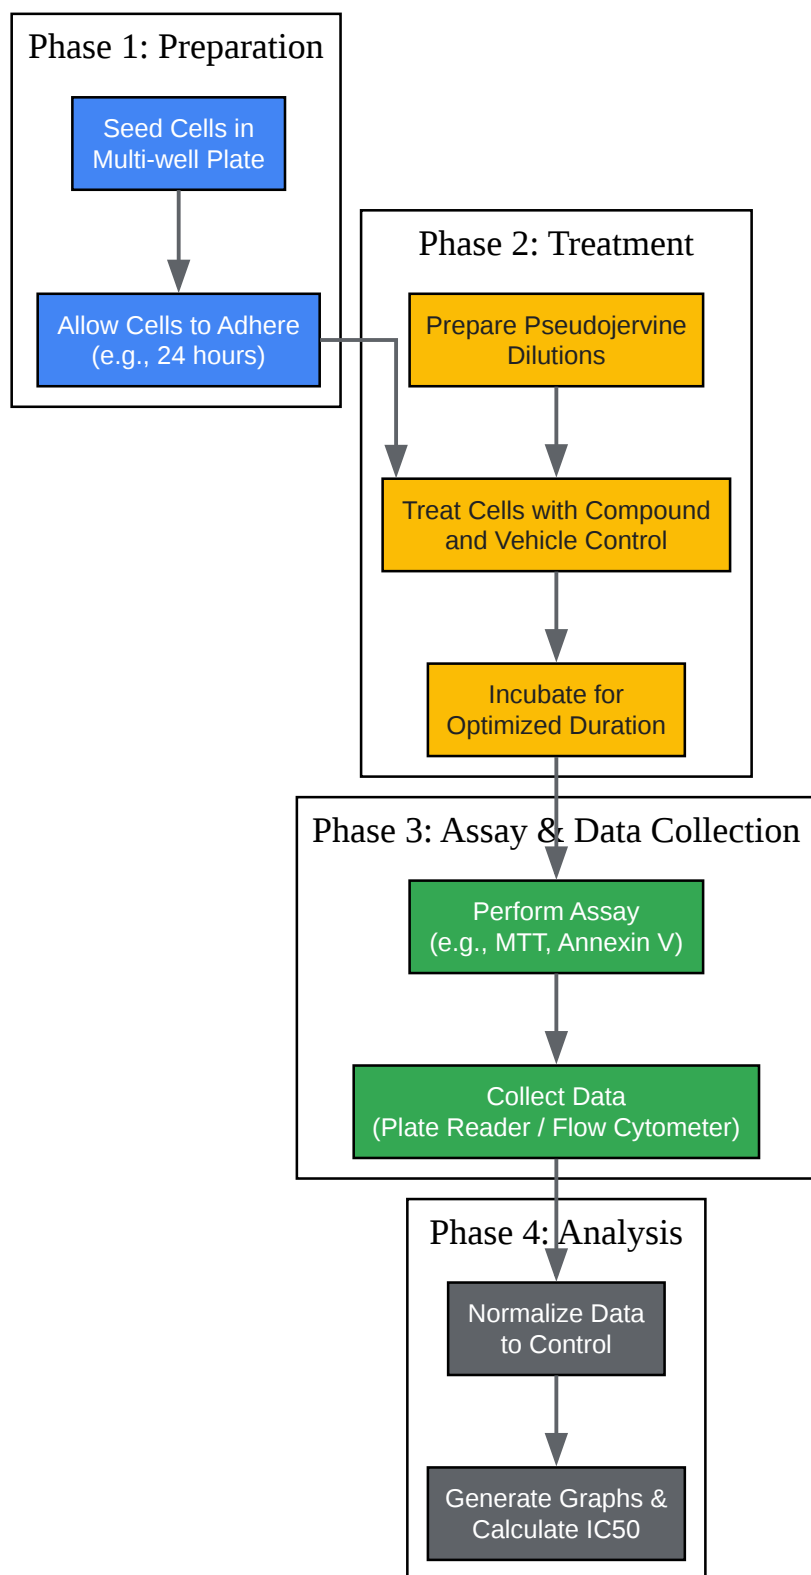 Phase 1: Preparation
Seed Cells in
Multi-well Plate
Allow Cells to Adhere
(e.g., 24 hours)
Phase 2: Treatment
Prepare Pseudojervine
Dilutions
Treat Cells with Compound
and Vehicle Control
Incubate for
Optimized Duration
Phase 3: Assay & Data Collection
Perform Assay
(e.g., MTT, Annexin V)
Collect Data
(Plate Reader / Flow Cytometer)
Phase 4: Analysis
Normalize Data
to Control
Generate Graphs &
Calculate IC50